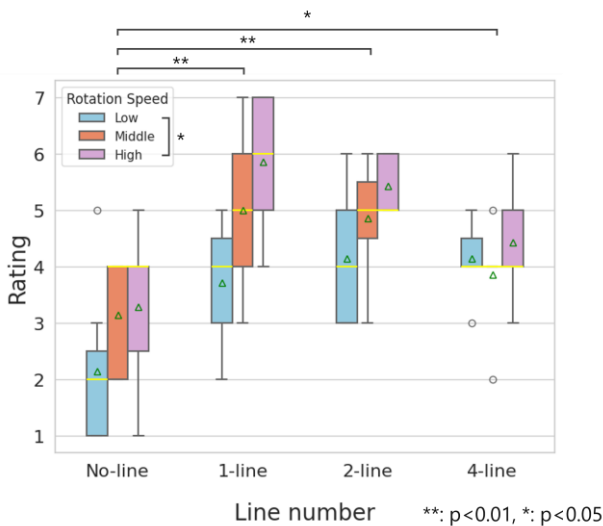 *
**
**
Rotation Speed
Low
Middle
High
*
7
6
5
4
3
2
1
Rating
No-line
1-line
2-line
4-line
Line number
**: p<0.01, *: p<0.05